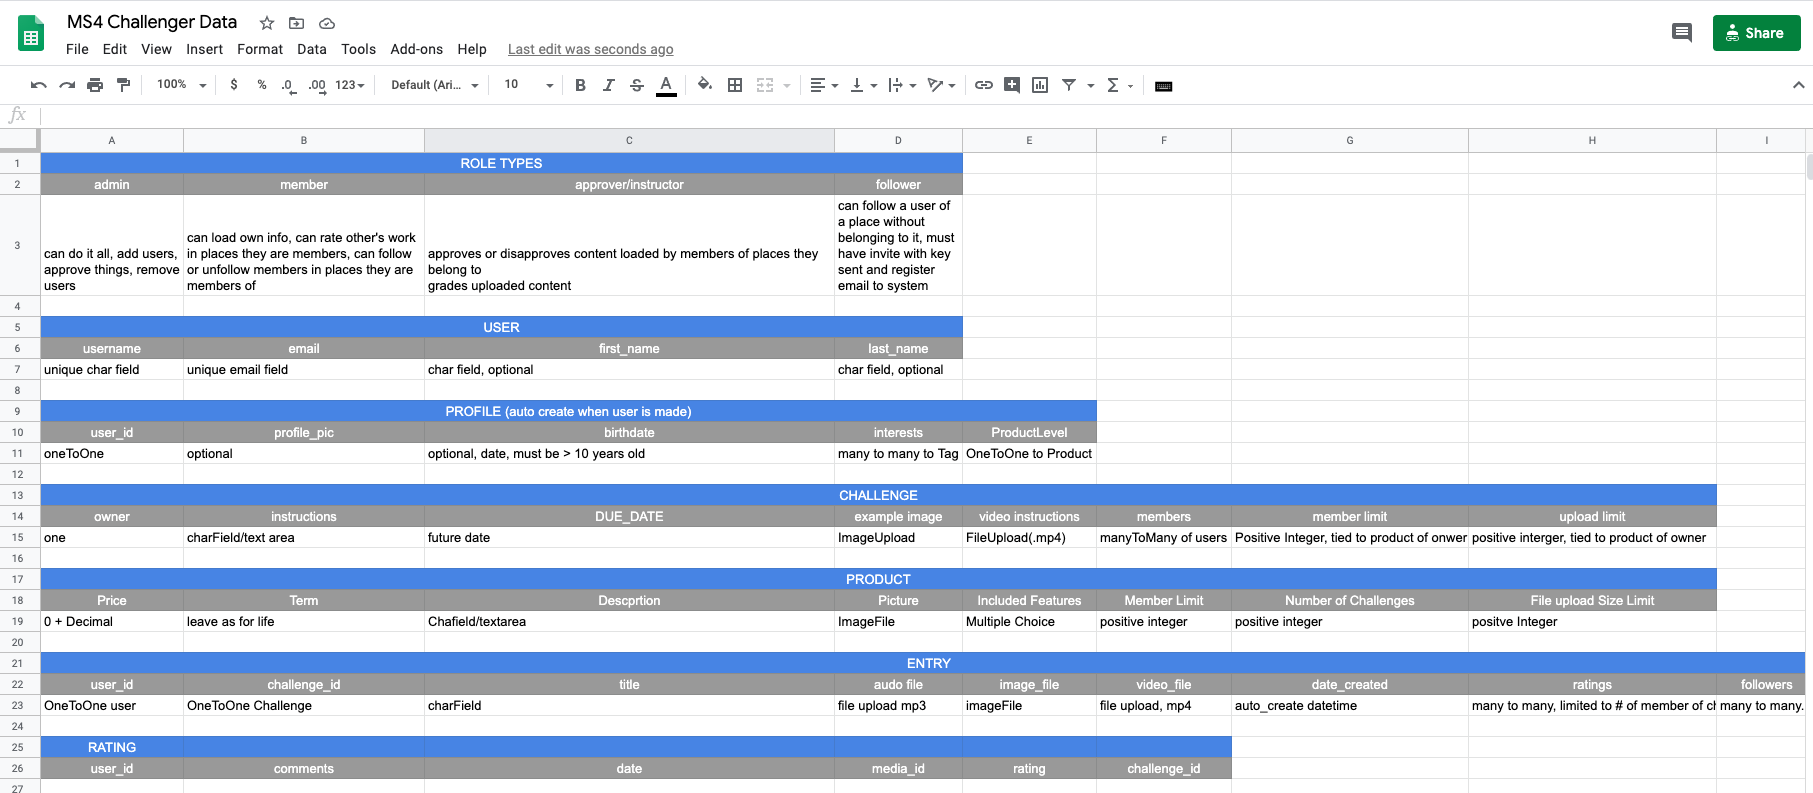 MS4 Challenger Data
File Edit View Insert Format Data Tools Add-ons Help Last edit was seconds ago
Share
100% $ % .0 .00 123 Default (Ari... 10 B I S A
fx
A B C D E F G H I
1 ROLE TYPES
2 admin member approver/instructor follower
3
can do it all, add users,
approve things, remove
users
can load own info, can rate other's work
in places they are members, can follow
or unfollow members in places they are
members of
approves or disapproves content loaded by members of places they
belong to
grades uploaded content
can follow a user of
a place without
belonging to it, must
have invite with key
sent and register
email to system
4
5 USER
6 username email first_name last_name
7 unique char field unique email field char field, optional char field, optional
8
9 PROFILE (auto create when user is made)
10 user_id profile_pic birthdate interests ProductLevel
11 oneToOne optional optional, date, must be > 10 years old many to many to Tag OneToOne to Product
12
13 CHALLENGE
14 owner instructions DUE_DATE example image video instructions members member limit upload limit
15 one charField/text area future date ImageUpload FileUpload(.mp4) manyToMany of users Positive Integer, tied to product of onwer positive interger, tied to product of owner
16
17 PRODUCT
18 Price Term Descprtion Picture Included Features Member Limit Number of Challenges File upload Size Limit
19 0 + Decimal leave as for life Chafield/textarea ImageFile Multiple Choice positive integer positive integer positve Integer
20
21 ENTRY
22 user_id challenge_id title audo file image_file video_file date_created ratings followers
23 OneToOne user OneToOne Challenge charField file upload mp3 imageFile file upload, mp4 auto_create datetime many to many, limited to # of member of cl many to many.
24
25 RATING
26 user_id comments date media_id rating challenge_id
27